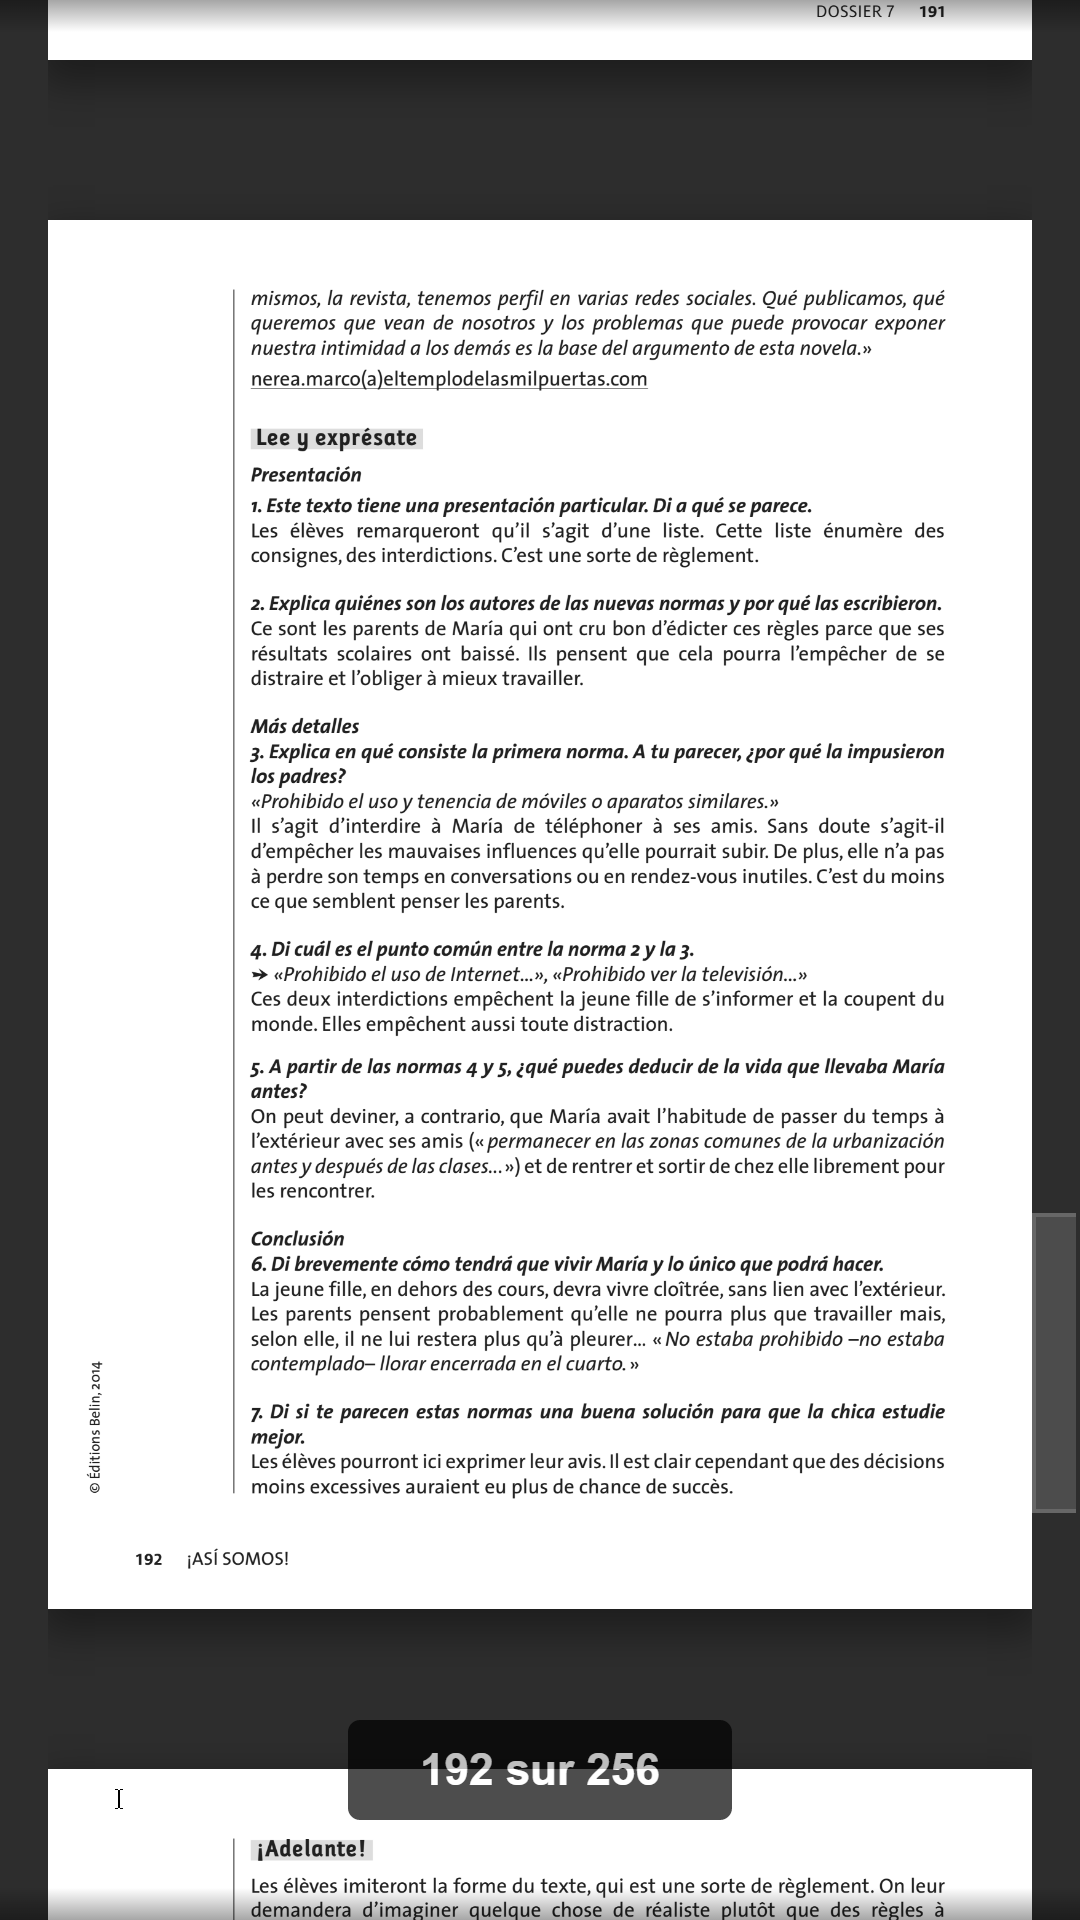 DOSSIER 7 191
mismos, la revista, tenemos perfil en varias redes sociales. Qué publicamos, qué
queremos que vean de nosotros y los problemas que puede provocar exponer
nuestra intimidad a los demás es la base del argumento de esta novela.»
nerea.marco(a)eltemplodelasmilpuertas.com
Lee y exprésate
Presentación
1. Este texto tiene una presentación particular. Di a qué se parece.
Les élèves remarqueront qu’il s’agit d’une liste. Cette liste énumère des
consignes, des interdictions. C’est une sorte de règlement.
2. Explica quiénes son los autores de las nuevas normas y por qué las escribieron.
Ce sont les parents de María qui ont cru bon d’édicter ces règles parce que ses
résultats scolaires ont baissé. Ils pensent que cela pourra l’empêcher de se
distraire et l’obliger à mieux travailler.
Más detalles
3. Explica en qué consiste la primera norma. A tu parecer, ¿por qué la impusieron
los padres?
«Prohibido el uso y tenencia de móviles o aparatos similares.»
Il s’agit d’interdire à María de téléphoner à ses amis. Sans doute s’agit-il
d’empêcher les mauvaises influences qu’elle pourrait subir. De plus, elle n’a pas
à perdre son temps en conversations ou en rendez-vous inutiles. C’est du moins
ce que semblent penser les parents.
4. Di cuál es el punto común entre la norma 2 y la 3.
➔ «Prohibido el uso de Internet...», «Prohibido ver la televisión...»
Ces deux interdictions empêchent la jeune fille de s’informer et la coupent du
monde. Elles empêchent aussi toute distraction.
5. A partir de las normas 4 y 5, ¿qué puedes deducir de la vida que llevaba María
antes?
On peut deviner, a contrario, que María avait l’habitude de passer du temps à
l’extérieur avec ses amis (« permanecer en las zonas comunes de la urbanización
antes y después de las clases... ») et de rentrer et sortir de chez elle librement pour
les rencontrer.
Conclusión
6. Di brevemente cómo tendrá que vivir María y lo único que podrá hacer.
La jeune fille, en dehors des cours, devra vivre cloîtrée, sans lien avec l’extérieur.
Les parents pensent probablement qu’elle ne pourra plus que travailler mais,
selon elle, il ne lui restera plus qu’à pleurer... « No estaba prohibido –no estaba
contemplado– llorar encerrada en el cuarto. »
7. Di si te parecen estas normas una buena solución para que la chica estudie
mejor.
Les élèves pourront ici exprimer leur avis. Il est clair cependant que des décisions
moins excessives auraient eu plus de chance de succès.
© Éditions Belin, 2014
192 ¡ASÍ SOMOS!
192 sur 256
¡Adelante!
Les élèves imiteront la forme du texte, qui est une sorte de règlement. On leur
demandera d’imaginer quelque chose de réaliste plutôt que des règles à